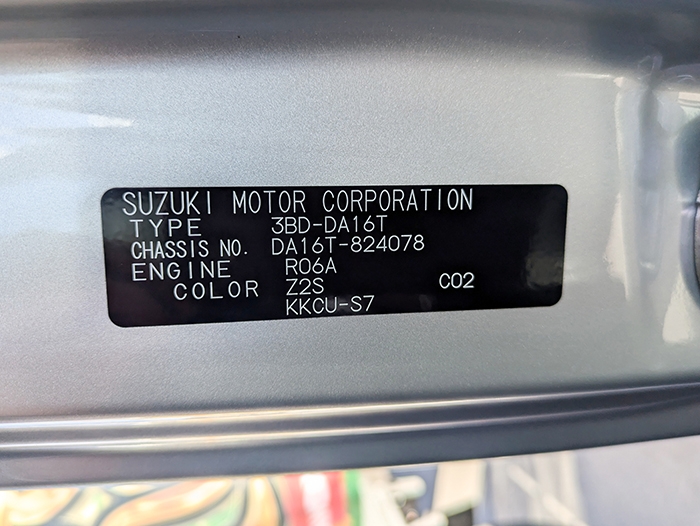 SUZUKI MOTOR CORPORATION
TYPE 3BD-DA16T
CHASSIS NO. DA16T-824078
ENGINE R06A
COLOR Z2S C02
KKCU-S7